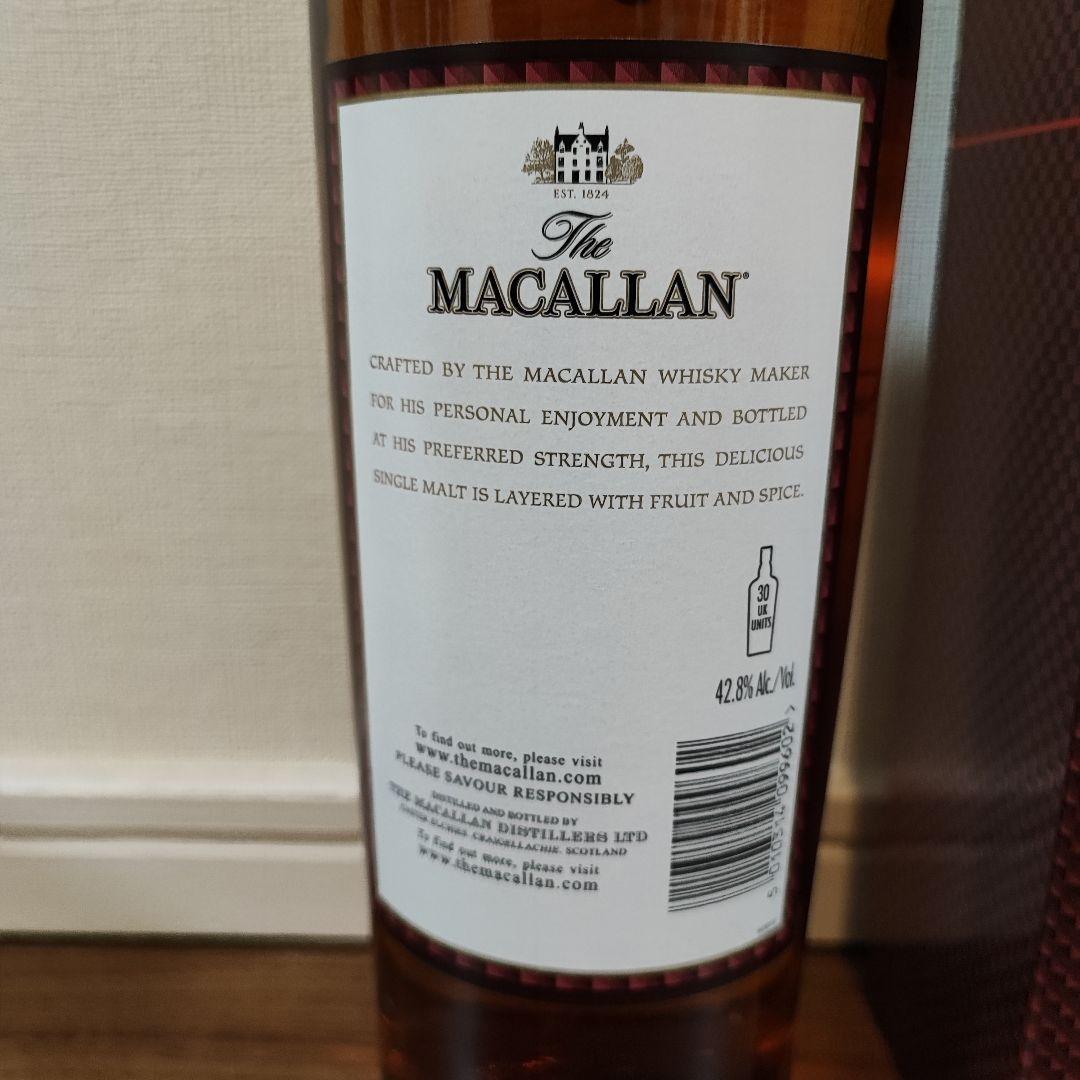 EST. 1824
The
MACALLAN®
CRAFTED BY THE MACALLAN WHISKY MAKER
FOR HIS PERSONAL ENJOYMENT AND BOTTLED
AT HIS PREFERRED STRENGTH, THIS DELICIOUS
SINGLE MALT IS LAYERED WITH FRUIT AND SPICE.
30
UK
UNITS
42.8% Alc./Vol.
To find out more, please visit
www.themacallan.com
PLEASE SAVOUR RESPONSIBLY
DISTILLED AND BOTTLED BY
THE MACALLAN DISTILLERS LTD
CRAIGELLACHIE, SCOTLAND
To find out more, please visit
www.themacallan.com
5 010314 099602 >